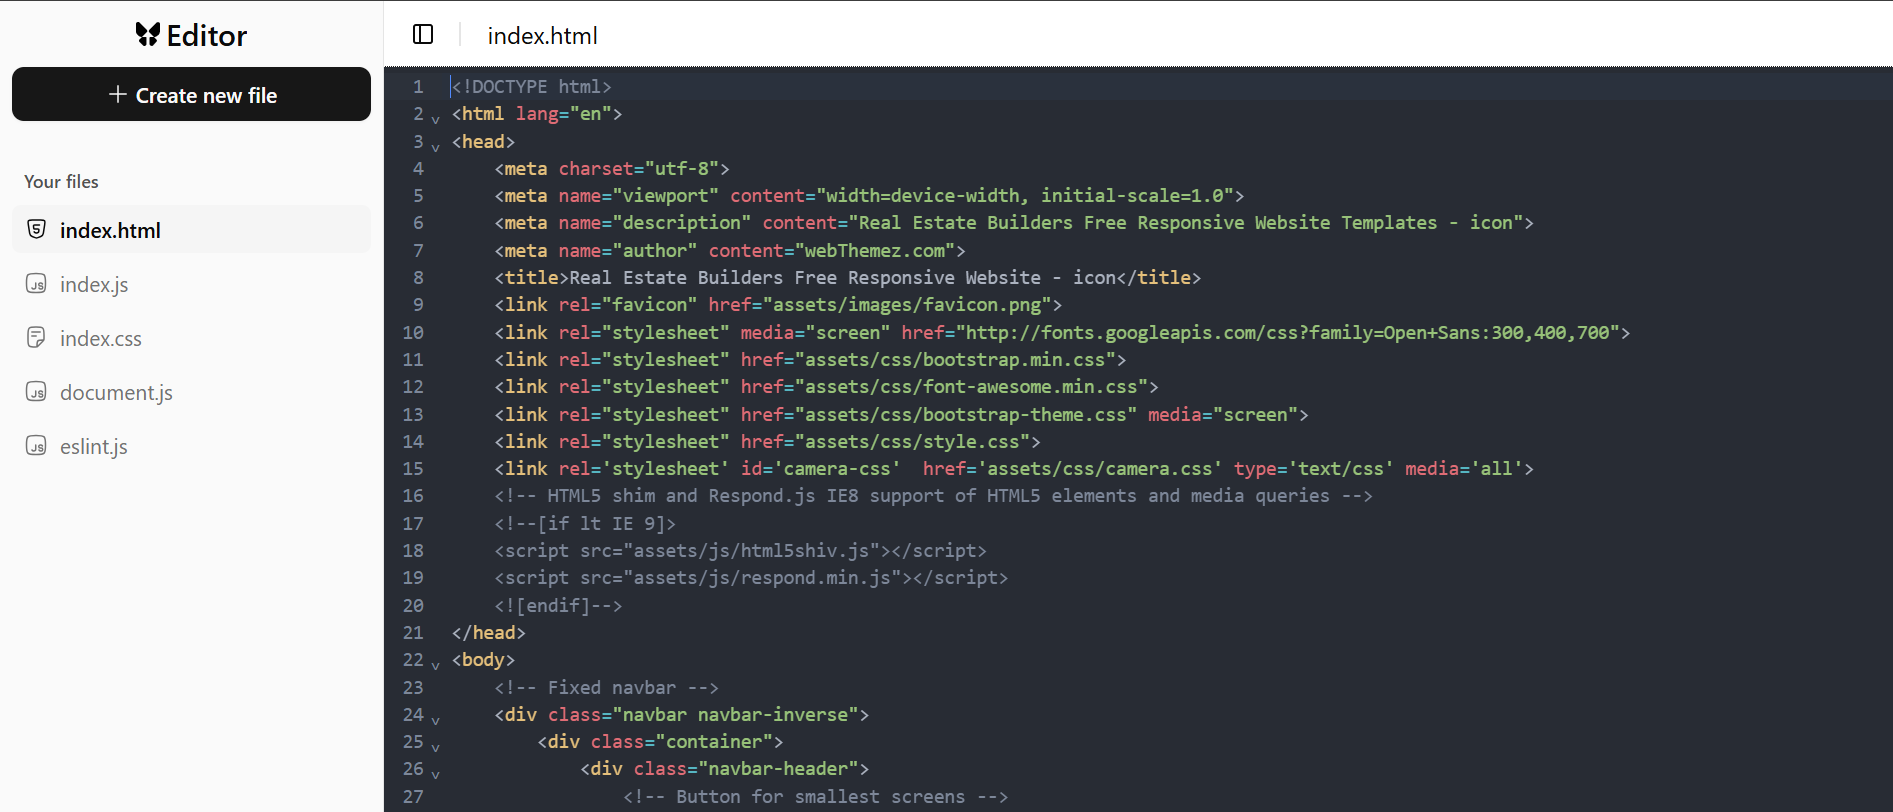 Editor
+ Create new file
Your files
index.html
index.js
index.css
document.js
eslint.js
index.html
1 <!DOCTYPE html>
2 <html lang="en">
3 <head>
4 <meta charset="utf-8">
5 <meta name="viewport" content="width=device-width, initial-scale=1.0">
6 <meta name="description" content="Real Estate Builders Free Responsive Website Templates - icon">
7 <meta name="author" content="webThemez.com">
8 <title>Real Estate Builders Free Responsive Website - icon</title>
9 <link rel="favicon" href="assets/images/favicon.png">
10 <link rel="stylesheet" media="screen" href="http://fonts.googleapis.com/css?family=Open+Sans:300,400,700">
11 <link rel="stylesheet" href="assets/css/bootstrap.min.css">
12 <link rel="stylesheet" href="assets/css/font-awesome.min.css">
13 <link rel="stylesheet" href="assets/css/bootstrap-theme.css" media="screen">
14 <link rel="stylesheet" href="assets/css/style.css">
15 <link rel='stylesheet' id='camera-css'  href='assets/css/camera.css' type='text/css' media='all'>
16 <!-- HTML5 shim and Respond.js IE8 support of HTML5 elements and media queries -->
17 <!--[if lt IE 9]>
18 <script src="assets/js/html5shiv.js"></script>
19 <script src="assets/js/respond.min.js"></script>
20 <![endif]-->
21 </head>
22 <body>
23 <!-- Fixed navbar -->
24 <div class="navbar navbar-inverse">
25 <div class="container">
26 <div class="navbar-header">
27 <!-- Button for smallest screens -->